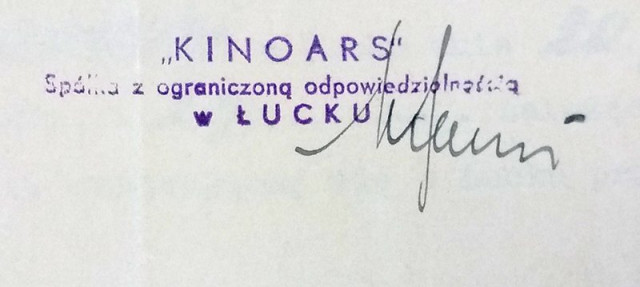 „KINOARS"
Spółka z ograniczoną odpowiedzialnością
w ŁUCKU